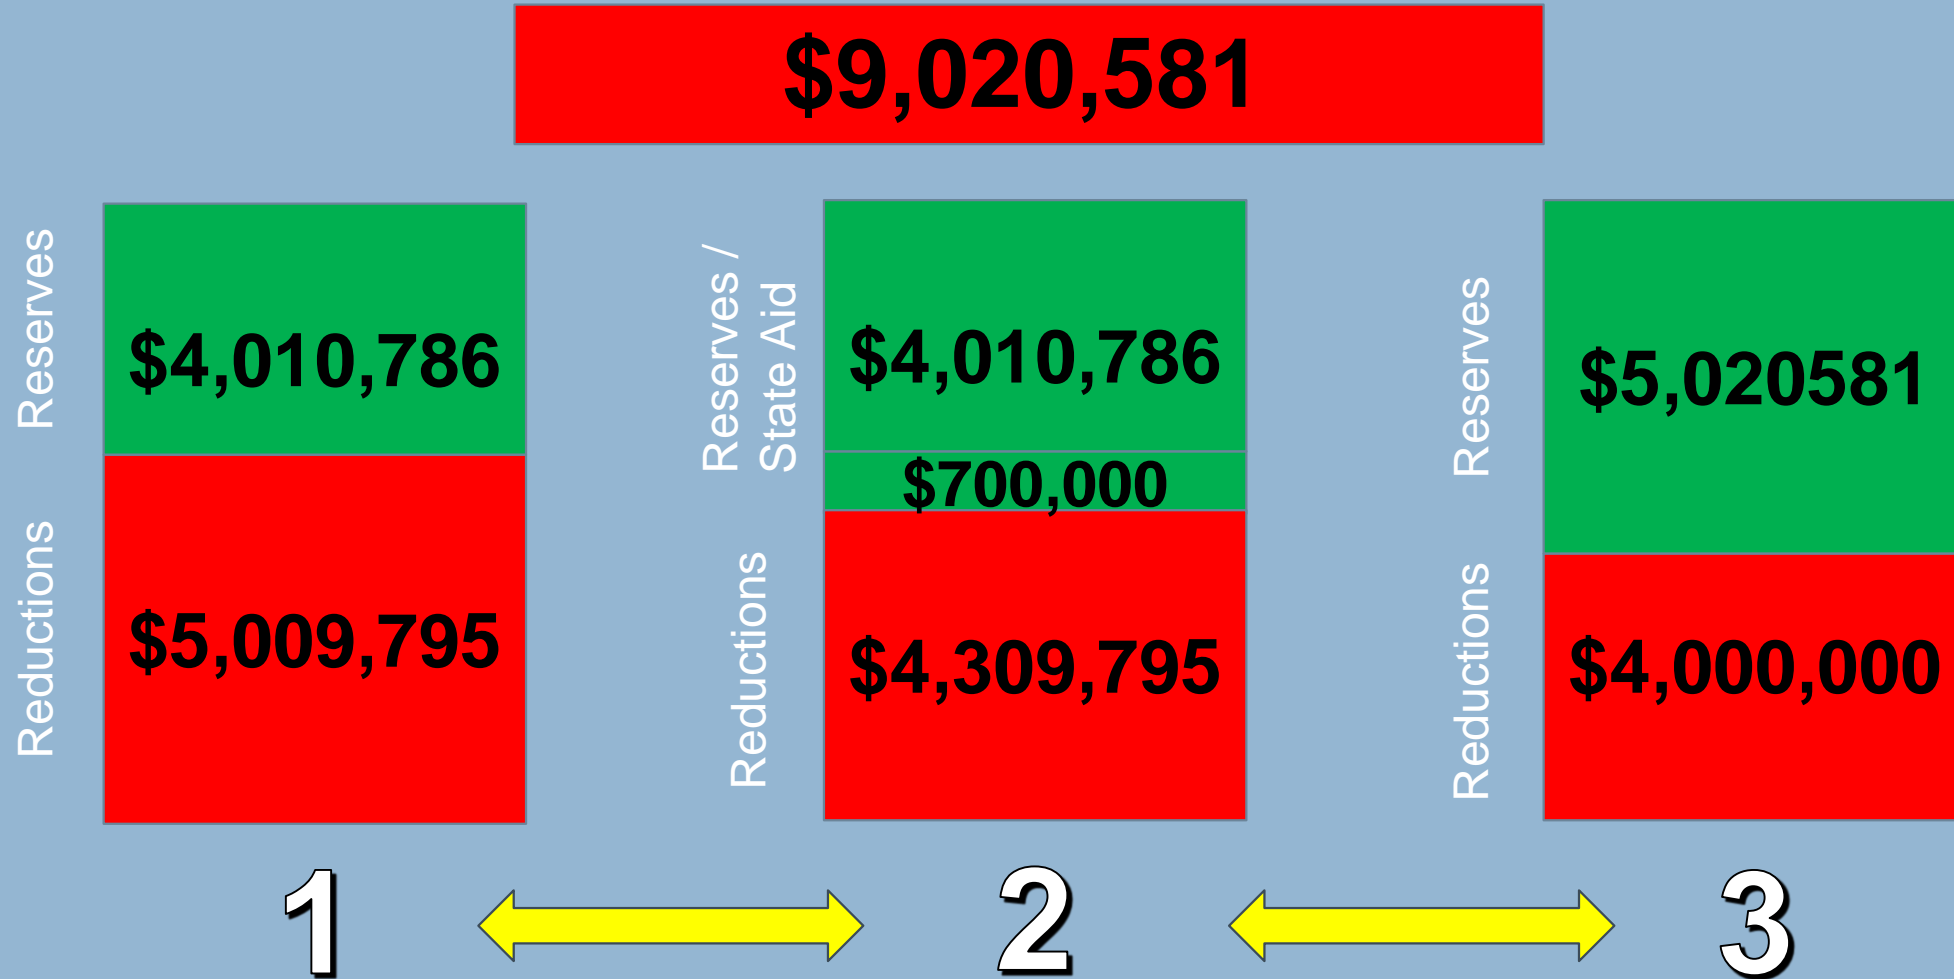 $9,020,581
Reserves
$4,010,786
Reductions
$5,009,795
Reserves /
State Aid
$4,010,786
$700,000
Reductions
$4,309,795
Reserves
$5,020581
Reductions
$4,000,000
1
2
3